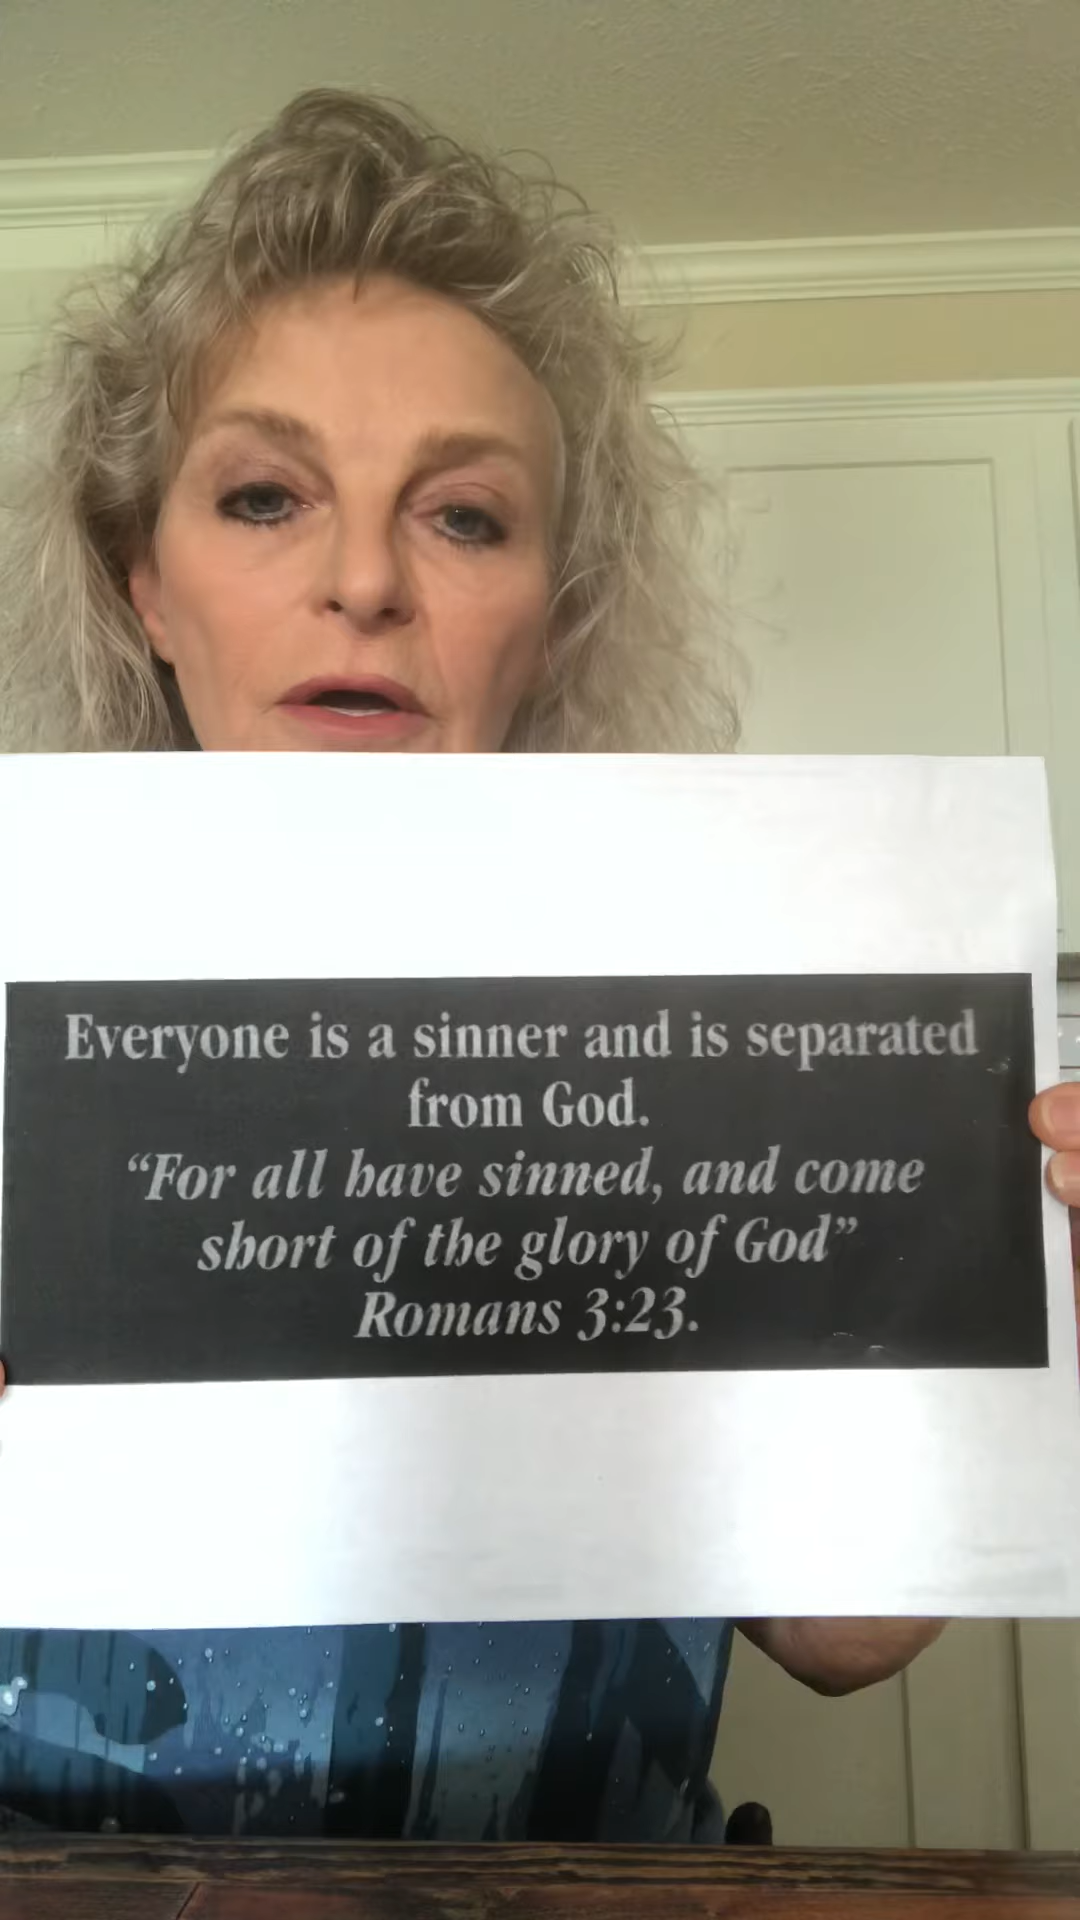 Everyone is a sinner and is separated
from God.
“For all have sinned, and come
short of the glory of God”
Romans 3:23.